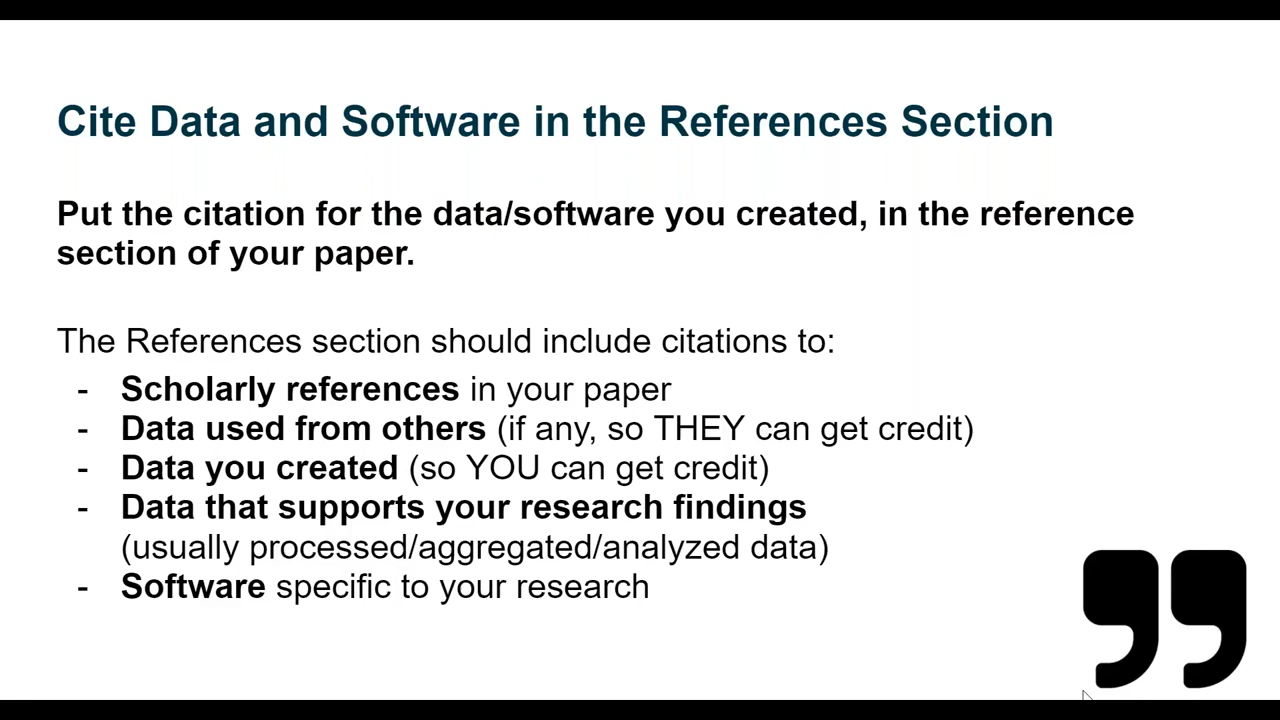 Cite Data and Software in the References Section
Put the citation for the data/software you created, in the reference
section of your paper.
The References section should include citations to:
- Scholarly references in your paper
- Data used from others (if any, so THEY can get credit)
- Data you created (so YOU can get credit)
- Data that supports your research findings
(usually processed/aggregated/analyzed data)
- Software specific to your research